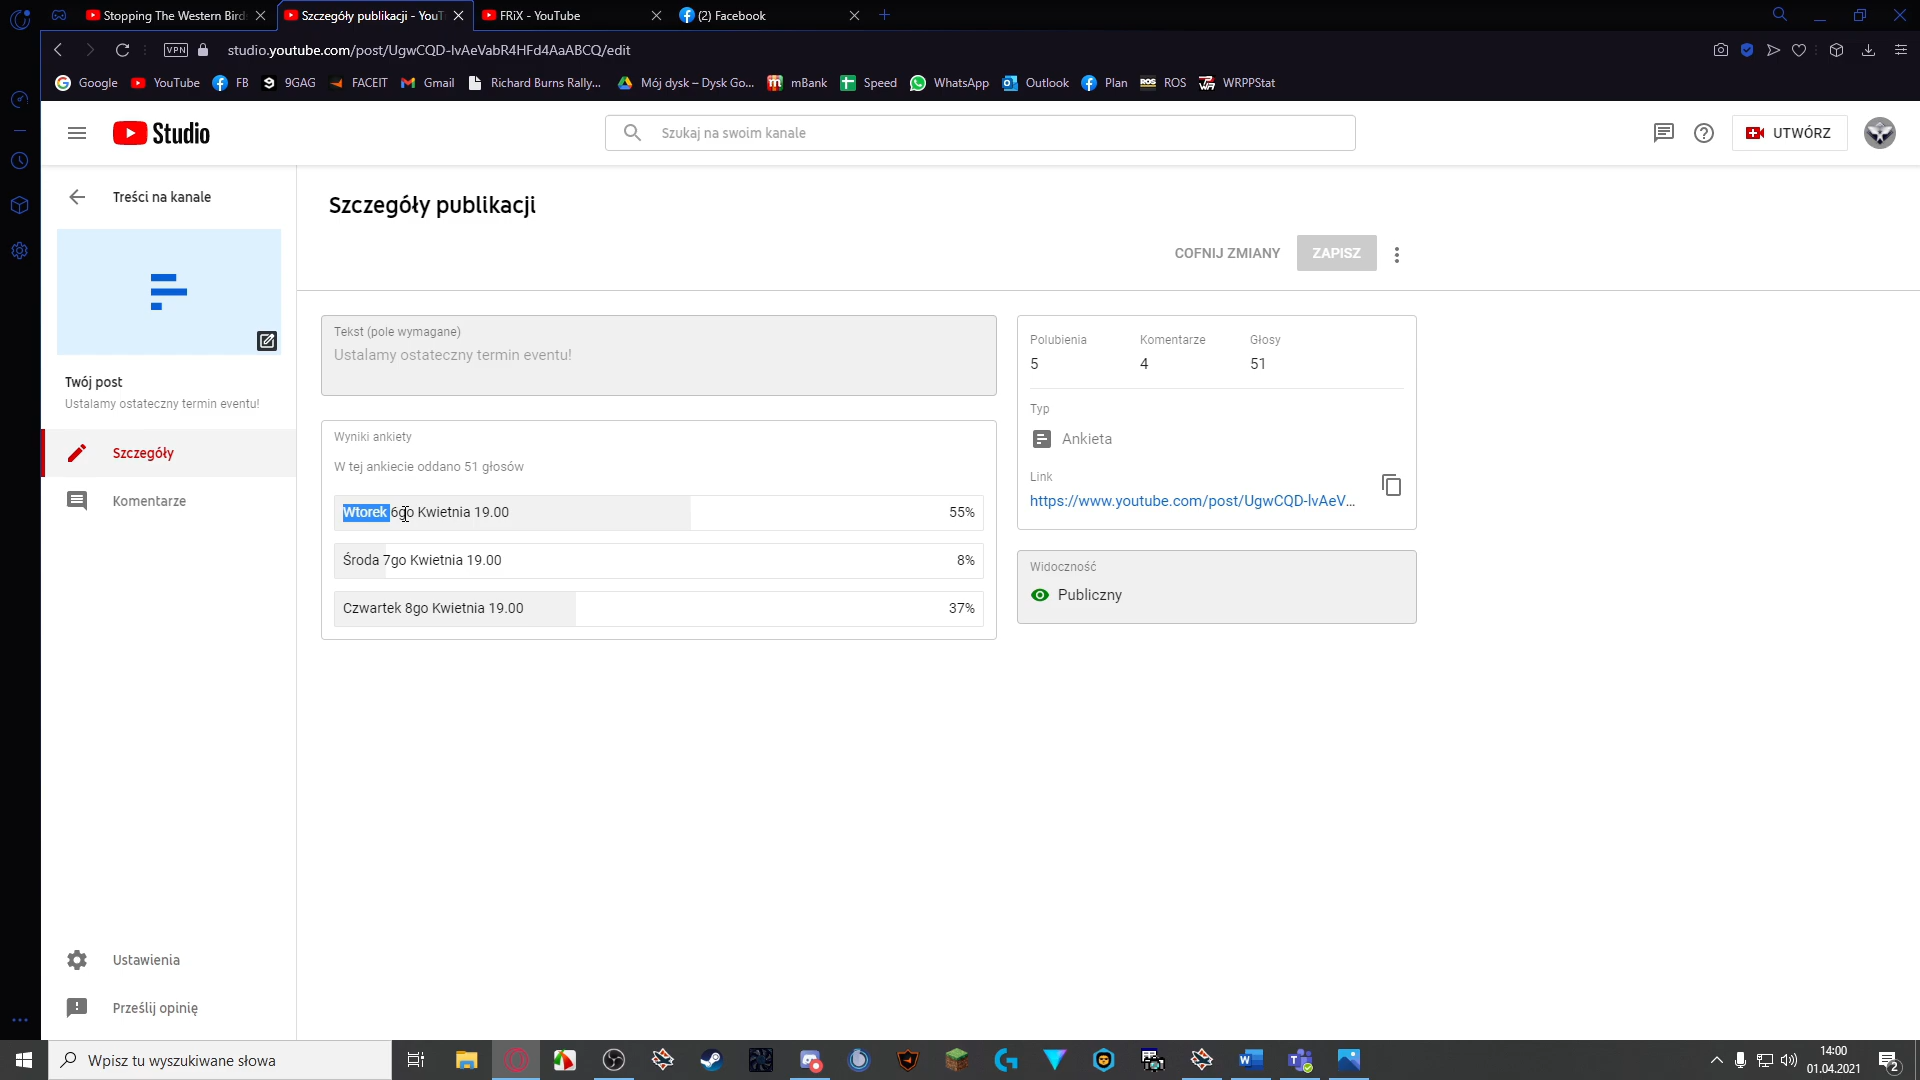 Stopping The Western Bird
Szczegóły publikacji - YouT
FRiX - YouTube
(2) Facebook
VPN
studio.youtube.com/post/UgwCQD-lvAeVabR4HFd4AaABCQ/edit
Google
YouTube
FB
9GAG
FACEIT
Gmail
Richard Burns Rally...
Mój dysk – Dysk Go...
mBank
Speed
WhatsApp
Outlook
Plan
ROS
ROS
WRPPStat
Studio
Szukaj na swoim kanale
UTWÓRZ
Treści na kanale
Twój post
Ustalamy ostateczny termin eventu!
Szczegóły
Komentarze
Ustawienia
Prześlij opinię
Szczegóły publikacji
COFNIJ ZMIANY
ZAPISZ
Tekst (pole wymagane)
Ustalamy ostateczny termin eventu!
Wyniki ankiety
W tej ankiecie oddano 51 głosów
Wtorek 6go Kwietnia 19.00 55%
Środa 7go Kwietnia 19.00 8%
Czwartek 8go Kwietnia 19.00 37%
Polubienia Komentarze Głosy
5 4 51
Typ
Ankieta
Link
https://www.youtube.com/post/UgwCQD-lvAeV...
Widoczność
Publiczny
Wpisz tu wyszukiwane słowa
14:00
01.04.2021
2